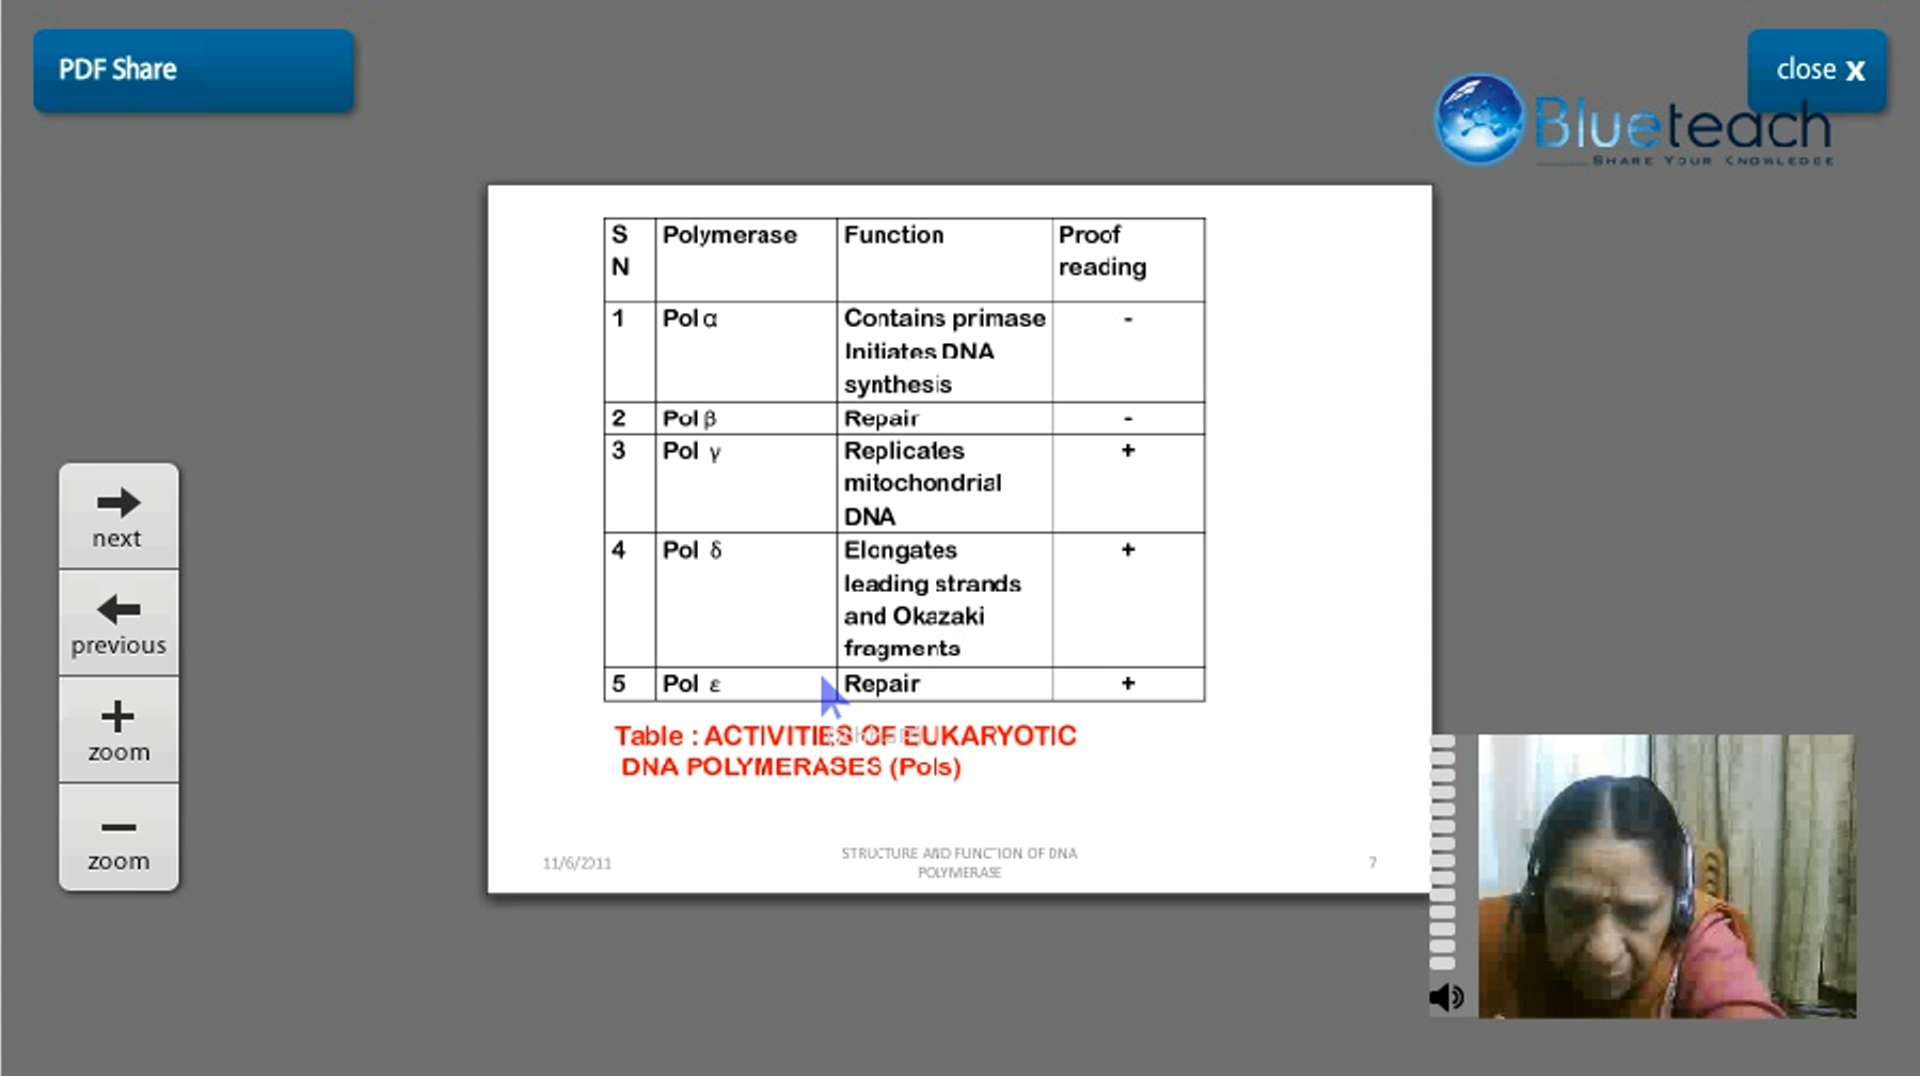 PDF Share
close X
Blueteach
SHARE YOUR KNOWLEDGE
S
N
Polymerase
Function
Proof
reading
1
Pol α
Contains primase
Initiates DNA
synthesis
-
2
Pol β
Repair
-
3
Pol γ
Replicates
mitochondrial
DNA
+
4
Pol δ
Elongates
leading strands
and Okazaki
fragments
+
5
Pol ε
Repair
+
Table : ACTIVITIES OF EUKARYOTIC
DNA POLYMERASES (Pols)
11/6/2011
STRUCTURE AND FUNCTION OF DNA
POLYMERASE
7
next
previous
zoom
zoom